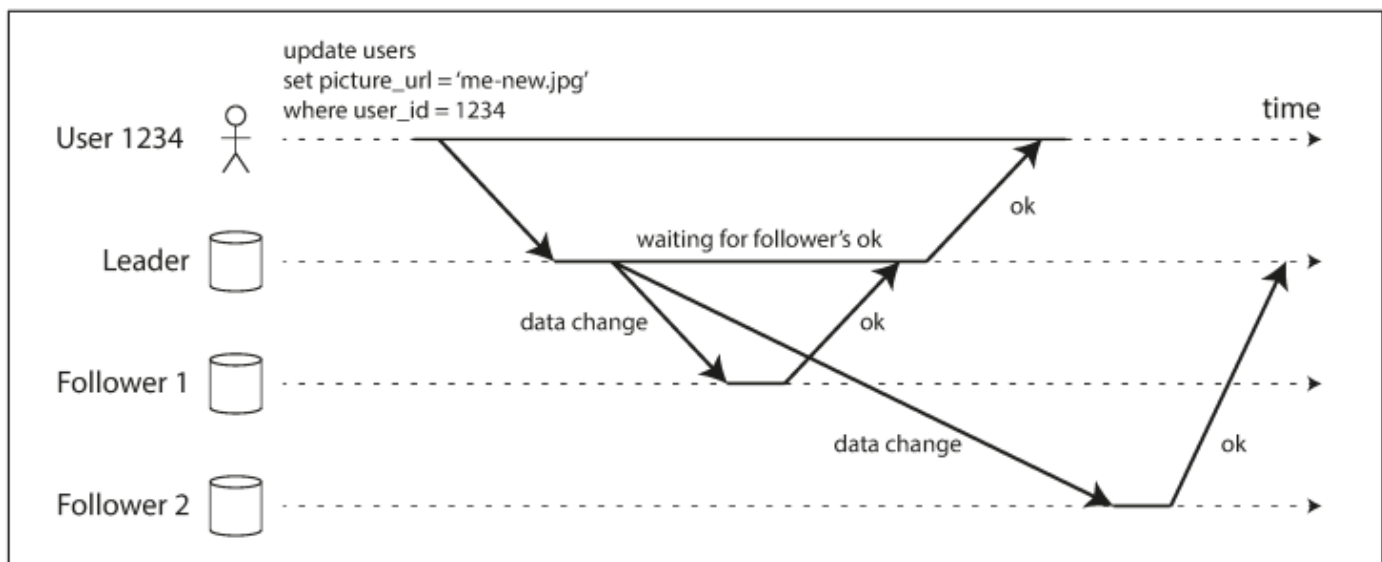 update users
set picture_url = ‘me-new.jpg’
where user_id = 1234
time
User 1234
ok
waiting for follower’s ok
Leader
data change
ok
Follower 1
data change
ok
Follower 2